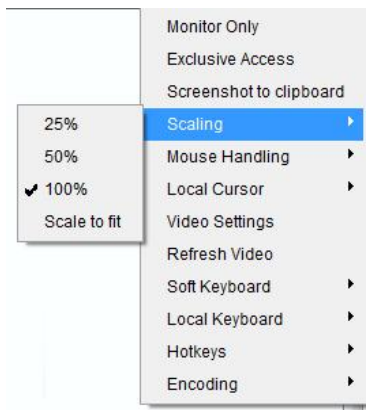 Monitor Only
Exclusive Access
Screenshot to clipboard
Scaling
25%
50%
100%
Scale to fit
Mouse Handling
Local Cursor
Video Settings
Refresh Video
Soft Keyboard
Local Keyboard
Hotkeys
Encoding